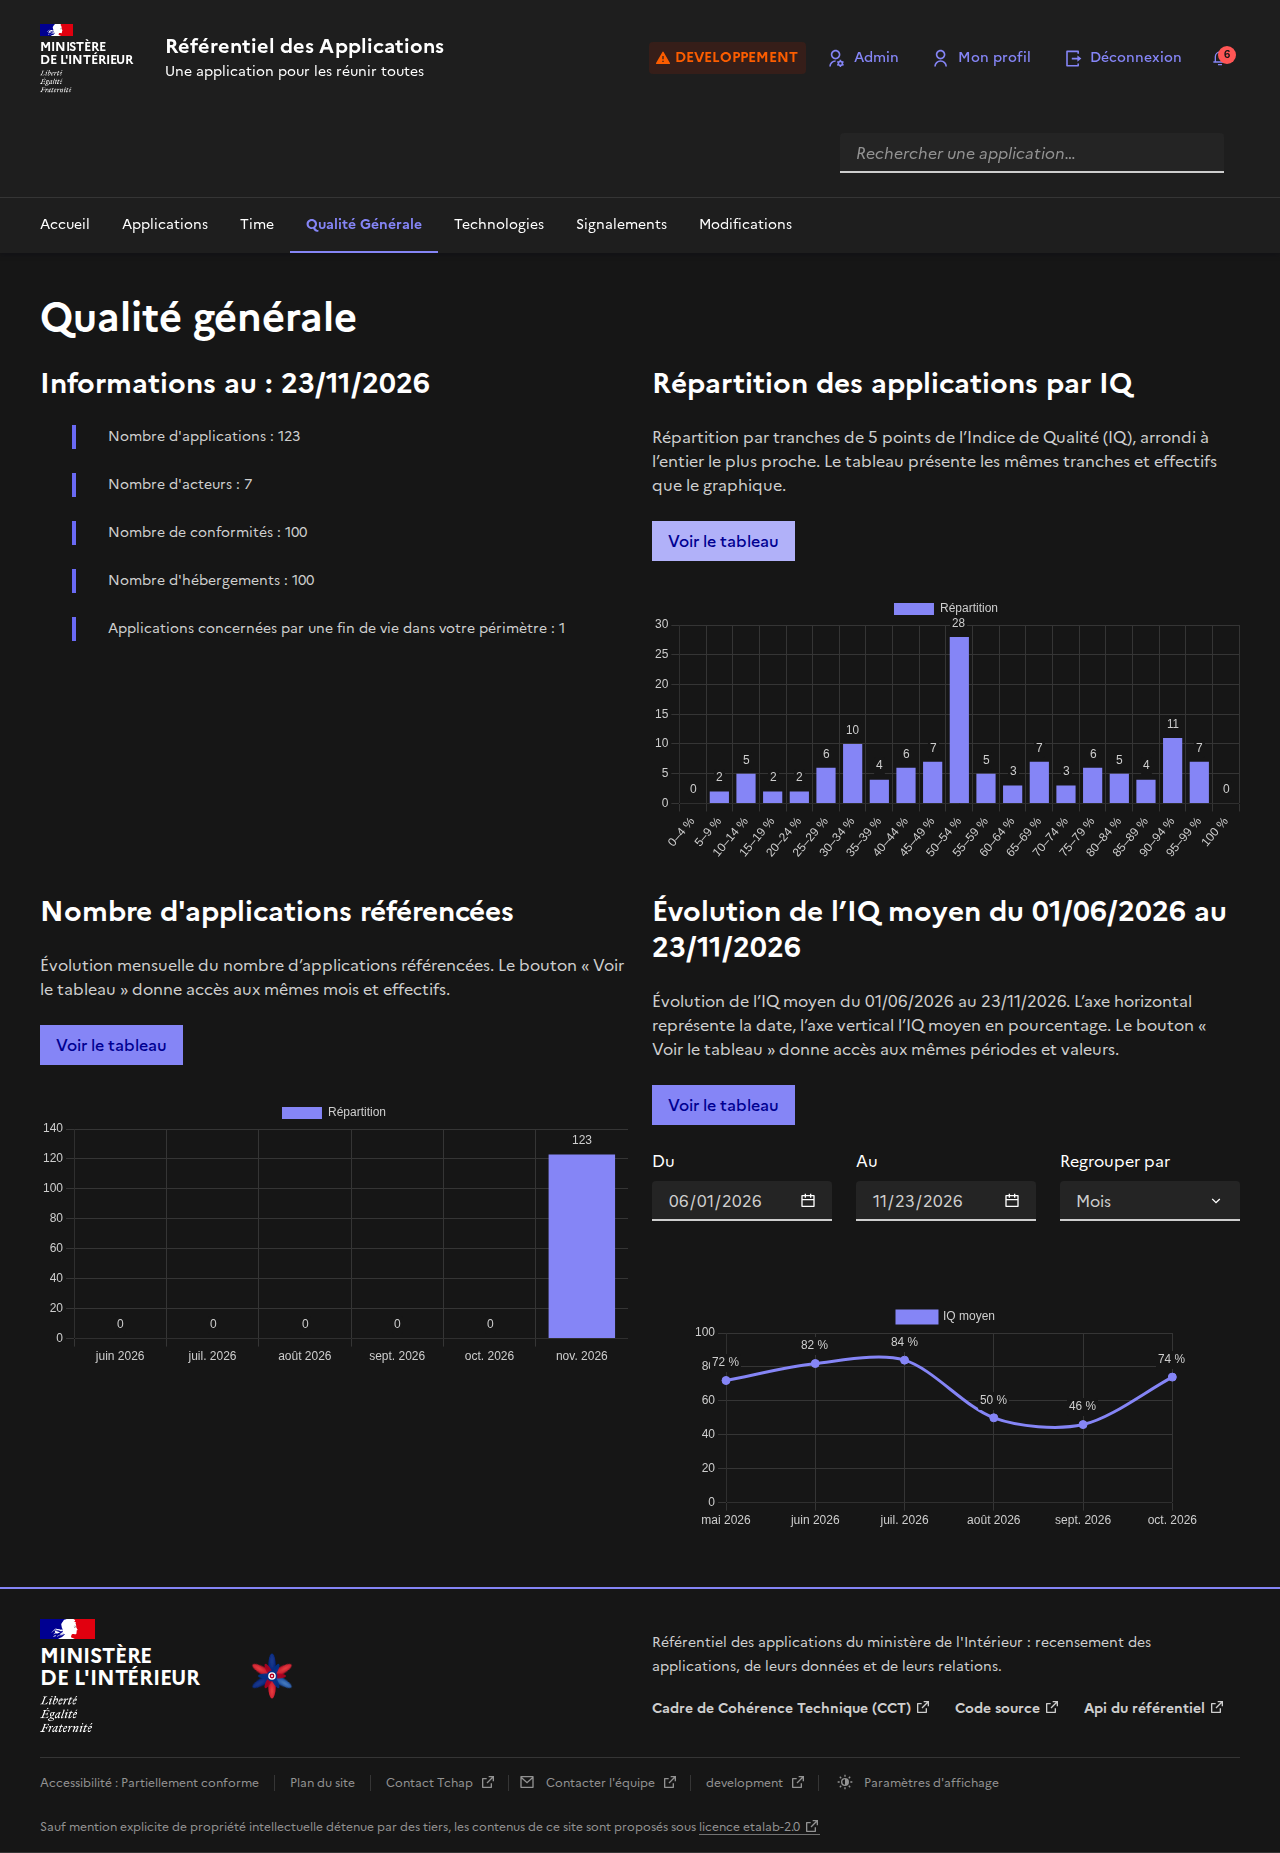 MINISTÈRE
DE L'INTÉRIEUR
Liberté
Égalité
Fraternité
Référentiel des Applications
Une application pour les réunir toutes
DEVELOPPEMENT
Admin
Mon profil
Déconnexion
6
Rechercher une application…
Accueil
Applications
Time
Qualité Générale
Technologies
Signalements
Modifications
Qualité générale
Informations au : 23/11/2026
Nombre d'applications : 123
Nombre d'acteurs : 7
Nombre de conformités : 100
Nombre d'hébergements : 100
Applications concernées par une fin de vie dans votre périmètre : 1
Répartition des applications par IQ
Répartition par tranches de 5 points de l’Indice de Qualité (IQ), arrondi à
l’entier le plus proche. Le tableau présente les mêmes tranches et effectifs
que le graphique.
Voir le tableau
Répartition
30
25
20
15
10
5
0
0
2
5
2
2
6
10
4
6
7
28
5
3
7
3
6
5
4
11
7
0
0–4 %
5–9 %
10–14 %
15–19 %
20–24 %
25–29 %
30–34 %
35–39 %
40–44 %
45–49 %
50–54 %
55–59 %
60–64 %
65–69 %
70–74 %
75–79 %
80–84 %
85–89 %
90–94 %
95–99 %
100 %
Nombre d'applications référencées
Évolution mensuelle du nombre d’applications référencées. Le bouton « Voir
le tableau » donne accès aux mêmes mois et effectifs.
Voir le tableau
Répartition
140
120
100
80
60
40
20
0
0
0
0
0
0
123
juin 2026
juil. 2026
août 2026
sept. 2026
oct. 2026
nov. 2026
Évolution de l’IQ moyen du 01/06/2026 au
23/11/2026
Évolution de l’IQ moyen du 01/06/2026 au 23/11/2026. L’axe horizontal
représente la date, l’axe vertical l’IQ moyen en pourcentage. Le bouton «
Voir le tableau » donne accès aux mêmes périodes et valeurs.
Voir le tableau
Du
Au
Regrouper par
06/01/2026
11/23/2026
Mois
IQ moyen
100
60
40
20
0
72 %
82 %
84 %
50 %
46 %
74 %
mai 2026
juin 2026
juil. 2026
août 2026
sept. 2026
oct. 2026
MINISTÈRE
DE L'INTÉRIEUR
Liberté
Égalité
Fraternité
Référentiel des applications du ministère de l'Intérieur : recensement des
applications, de leurs données et de leurs relations.
Cadre de Cohérence Technique (CCT)
Code source
Api du référentiel
Accessibilité : Partiellement conforme
Plan du site
Contact Tchap
Contacter l'équipe
development
Paramètres d'affichage
Sauf mention explicite de propriété intellectuelle détenue par des tiers, les contenus de ce site sont proposés sous licence etalab-2.0